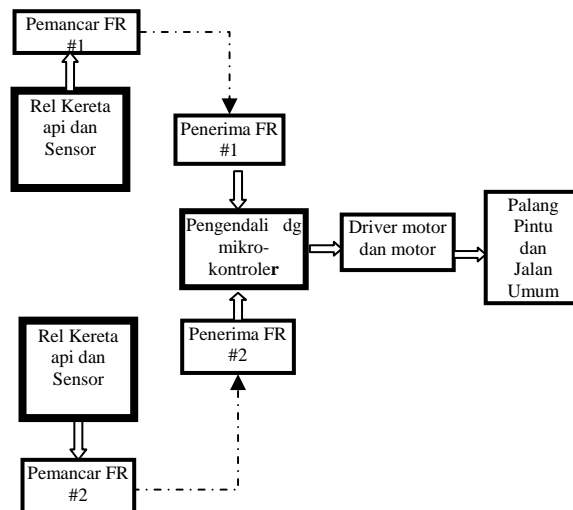 Pemancar FR
#1
Rel Kereta
api dan
Sensor
Penerima FR
#1
Pengendali dg
mikro-
kontroler
Driver motor
dan motor
Palang
Pintu
dan
Jalan
Umum
Penerima FR
#2
Rel Kereta
api dan
Sensor
Pemancar FR
#2